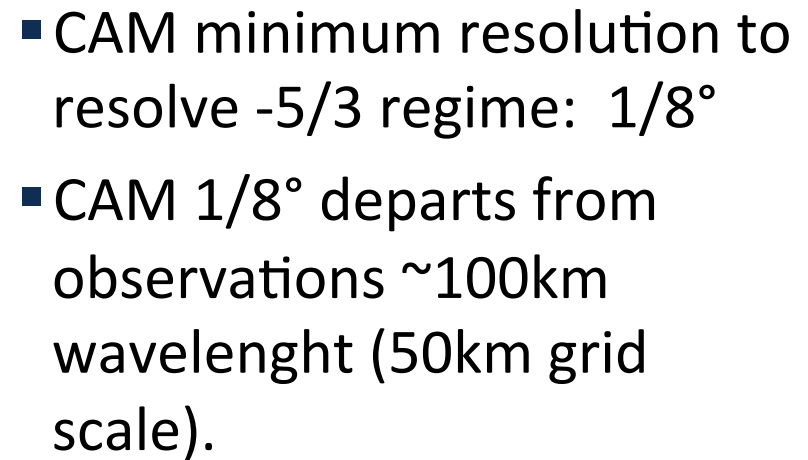 ▪CAM minimum resolution to
resolve -5/3 regime:  1/8°
▪CAM 1/8° departs from
observations ~100km
wavelenght (50km grid
scale).